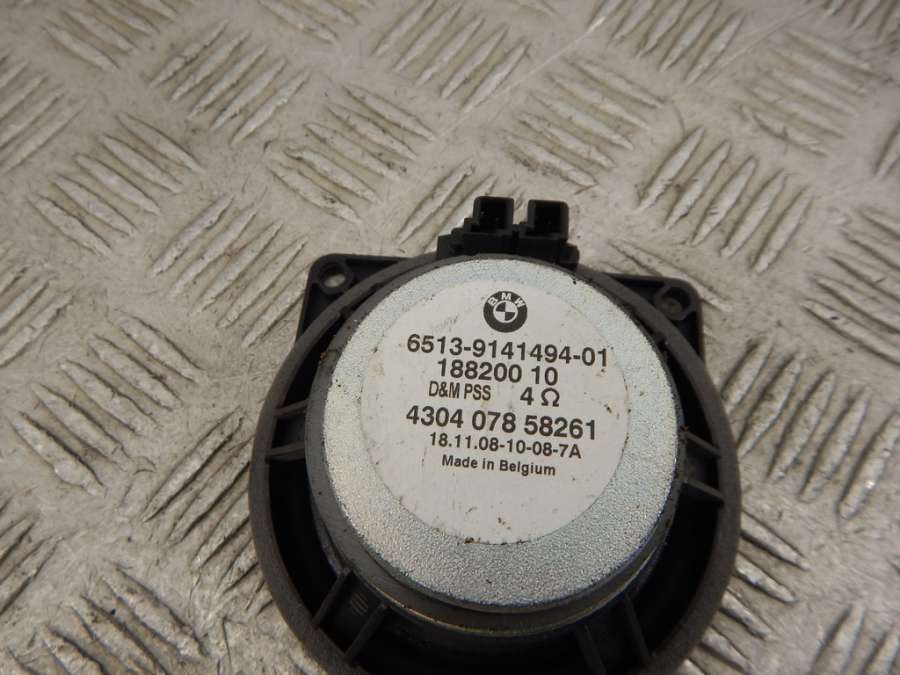 BMW
6513-9141494-01
188200 10
D&M PSS 4 Ω
4304 078 58261
18.11.08-10-08-7A
Made in Belgium